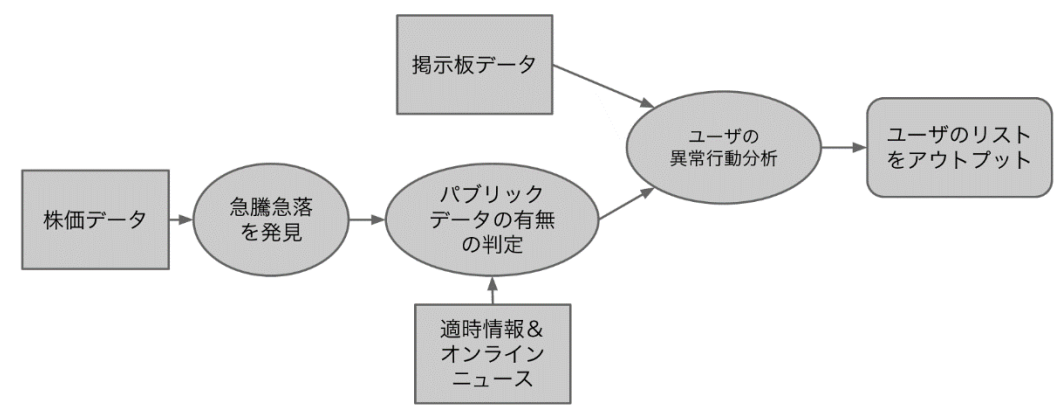 掲示板データ
ユーザの
異常行動分析
ユーザのリスト
をアウトプット
株価データ
急騰急落
を発見
パブリック
データの有無
の判定
適時情報＆
オンライン
ニュース